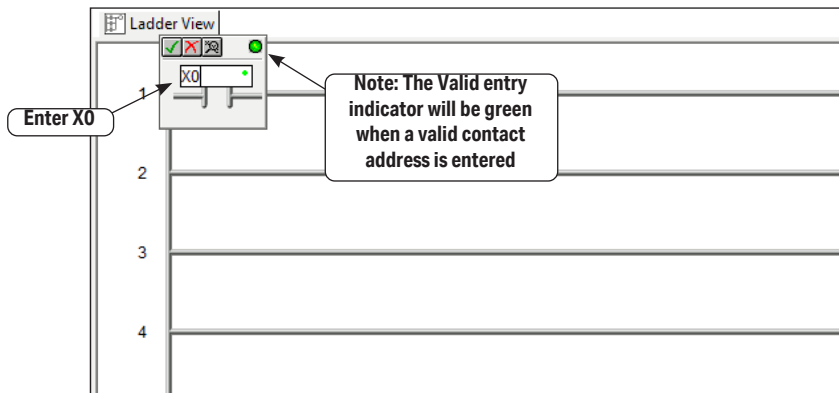 Ladder View
X0
1
Enter X0
Note: The Valid entry
indicator will be green
when a valid contact
address is entered
2
3
4